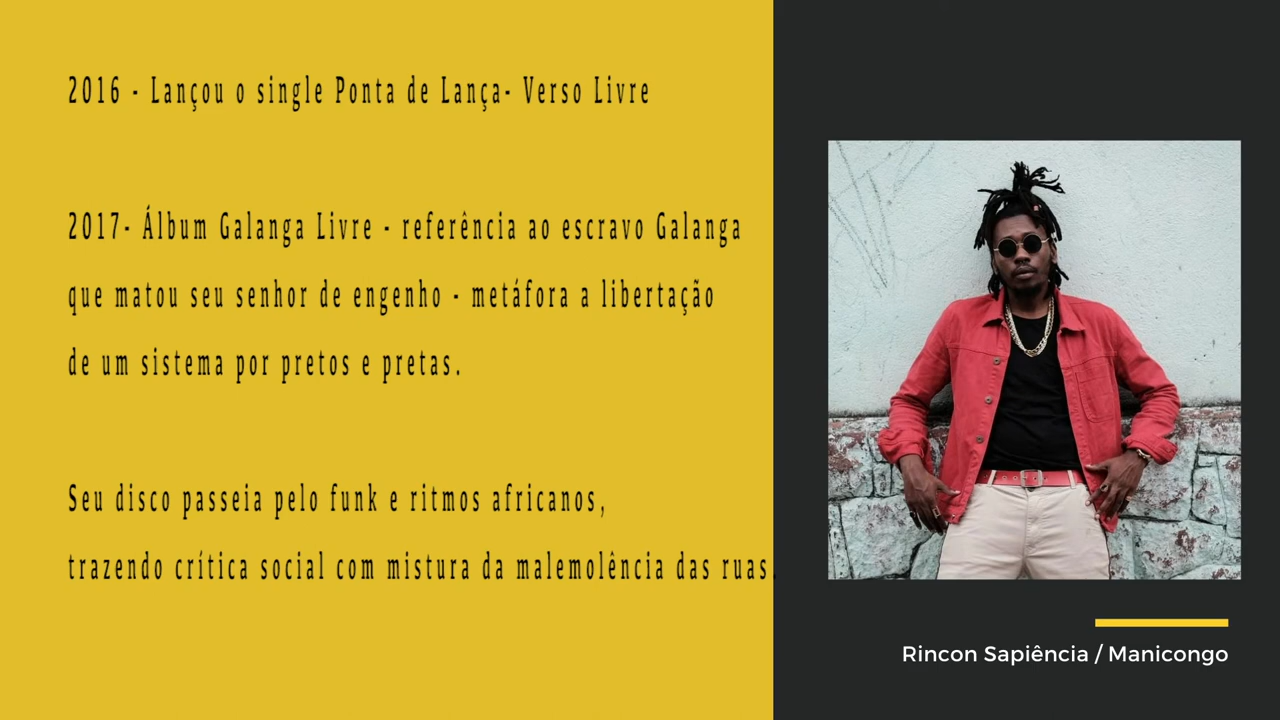 2016 - Lançou o single Ponta de Lança- Verso Livre
2017- Álbum Galanga Livre - referência ao escravo Galanga
que matou seu senhor de engenho - metáfora a libertação
de um sistema por pretos e pretas.
Seu disco passeia pelo funk e ritmos africanos,
trazendo crítica social com mistura da malemolência das ruas.
Rincon Sapiência / Manicongo